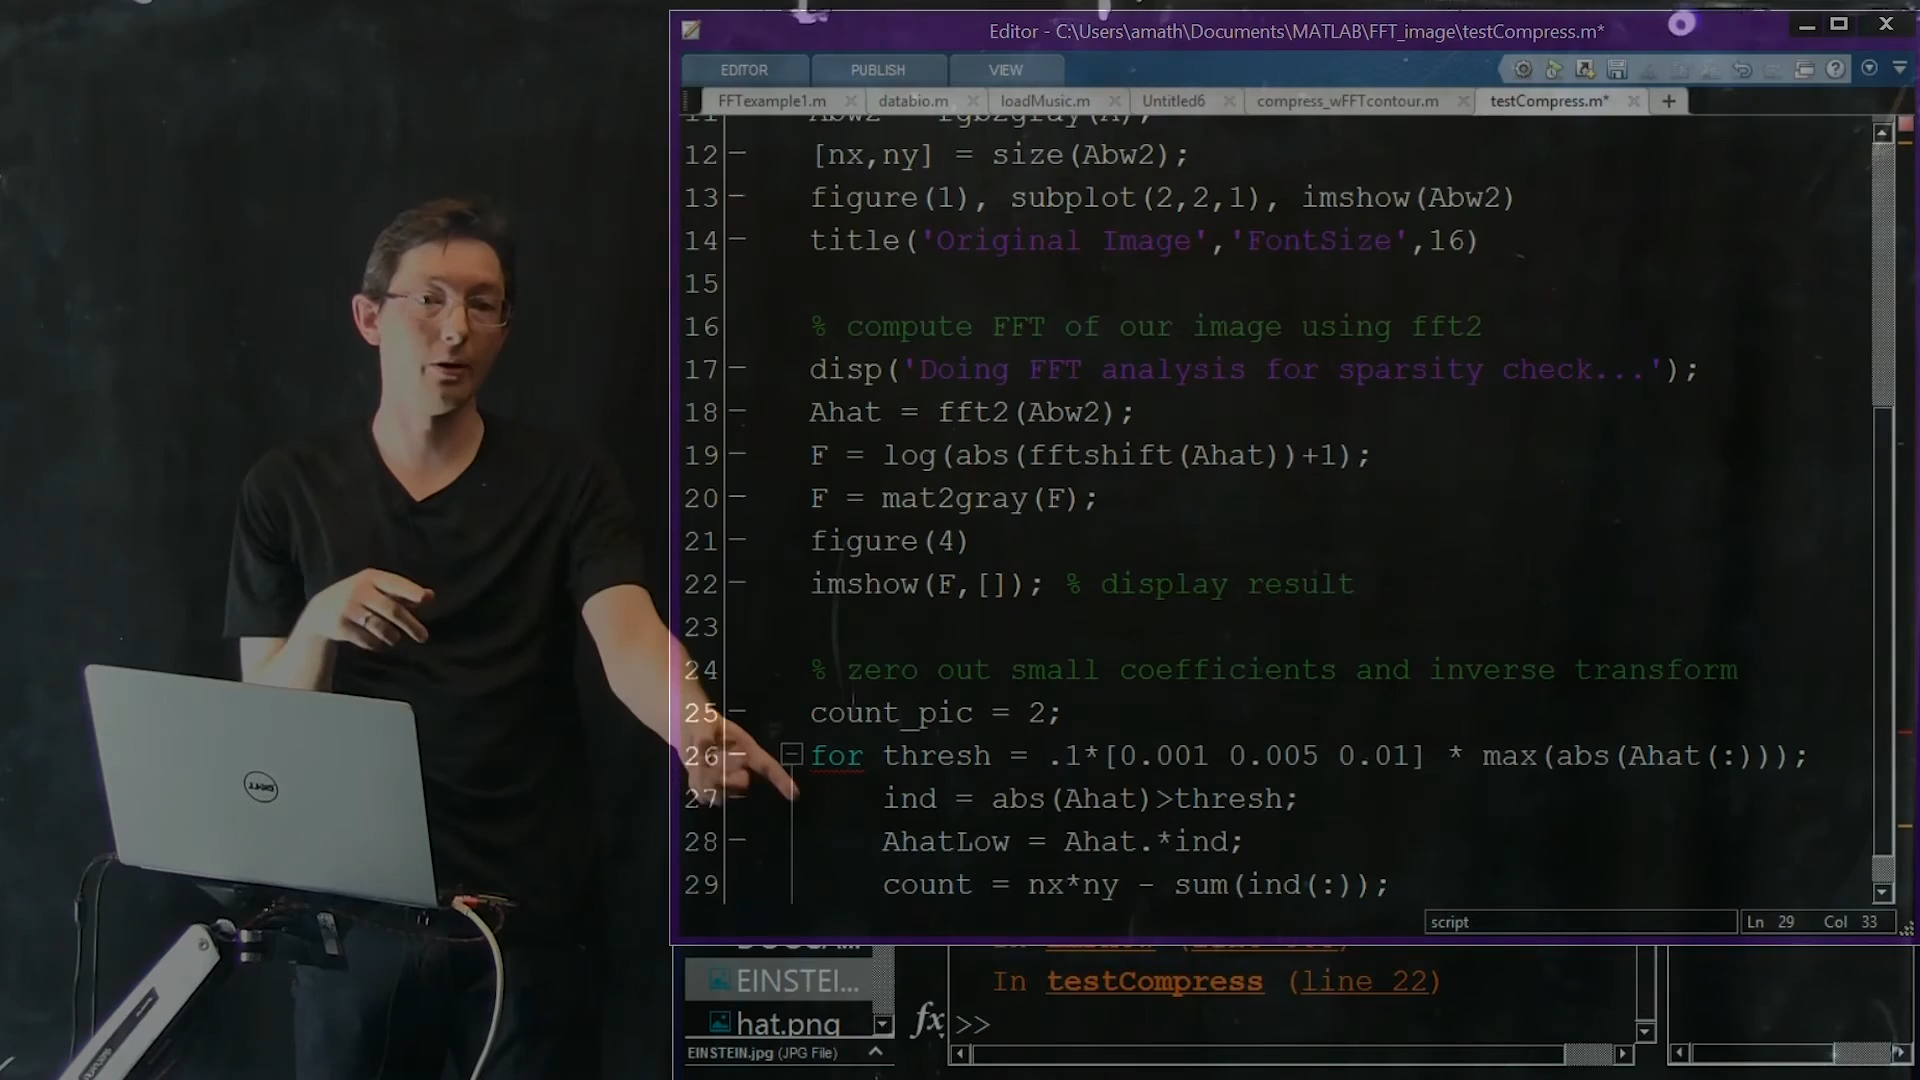 Editor - C:\Users\amath\Documents\MATLAB\FFT_image\testCompress.m*
EDITOR PUBLISH VIEW
FFTexample1.m databio.m loadMusic.m Untitled6 compress_wFFTcontour.m testCompress.m*
11 Abw2 = rgb2gray(A);
12 [nx,ny] = size(Abw2);
13 figure(1), subplot(2,2,1), imshow(Abw2)
14 title('Original Image','FontSize',16)
15
16 % compute FFT of our image using fft2
17 disp('Doing FFT analysis for sparsity check...');
18 Ahat = fft2(Abw2);
19 F = log(abs(fftshift(Ahat))+1);
20 F = mat2gray(F);
21 figure(4)
22 imshow(F,[]); % display result
23
24 % zero out small coefficients and inverse transform
25 count_pic = 2;
26 for thresh = .1*[0.001 0.005 0.01] * max(abs(Ahat(:)));
27 ind = abs(Ahat)>thresh;
28 AhatLow = Ahat.*ind;
29 count = nx*ny - sum(ind(:));
script Ln 29 Col 33
EINSTEI...
In testCompress (line 22)
hat.png
fx >>
EINSTEIN.jpg (JPG File)
DELL